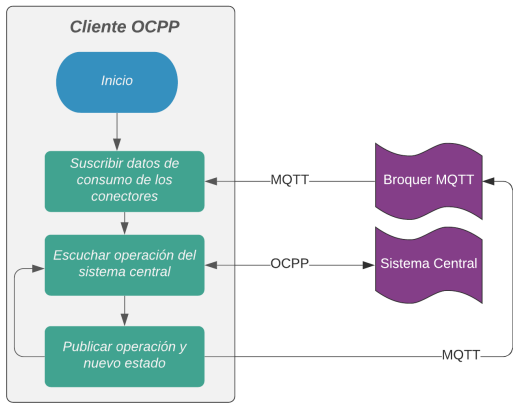 Cliente OCPP
Inicio
Suscribir datos de
consumo de los
conectores
MQTT
Broquer MQTT
Escuchar operación del
sistema central
OCPP
Sistema Central
Publicar operación y
nuevo estado
MQTT